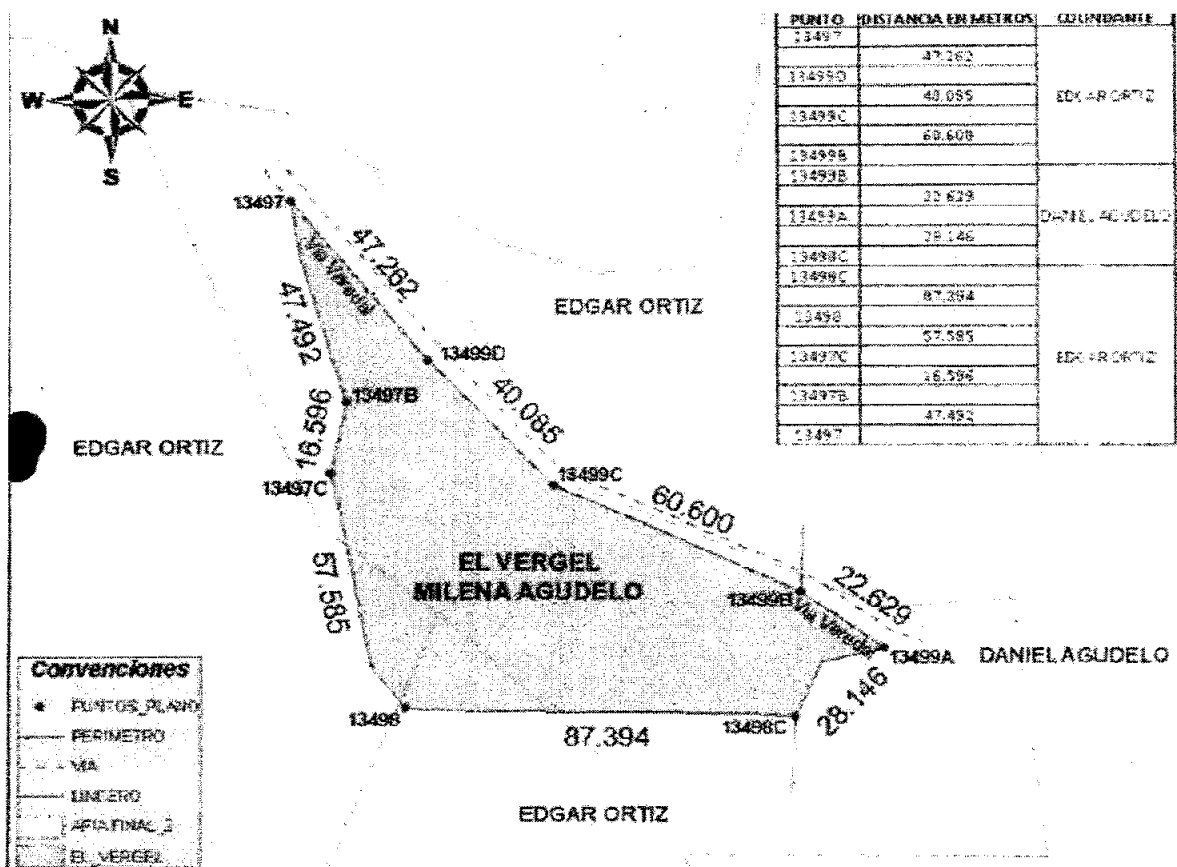 N
W E
S
PUNTO DISTANCIA EN METROS COLINDANTE
13497
47.262
13499D
40.085 EDGAR ORTIZ
13499C
60.600
13499B
13499B
22.629
13499A DANIEL AGUDELO
28.146
13498C
13498C
87.394
13498
57.585
13497C EDGAR ORTIZ
16.596
13497B
47.492
13497
13497
47.262
Via Veredal
47.492
EDGAR ORTIZ
13499D
40.085
13497B
16.596
EDGAR ORTIZ
13497C
13499C
60.600
57.585
EL VERGEL
MILENA AGUDELO
13499B
22.629
Via Veredal
13499A
DANIEL AGUDELO
28.146
13498
87.394
13498C
EDGAR ORTIZ
Convenciones
PUNTOS_PLANO
PERIMETRO
VIA
LINDERO
EL_VERGEL